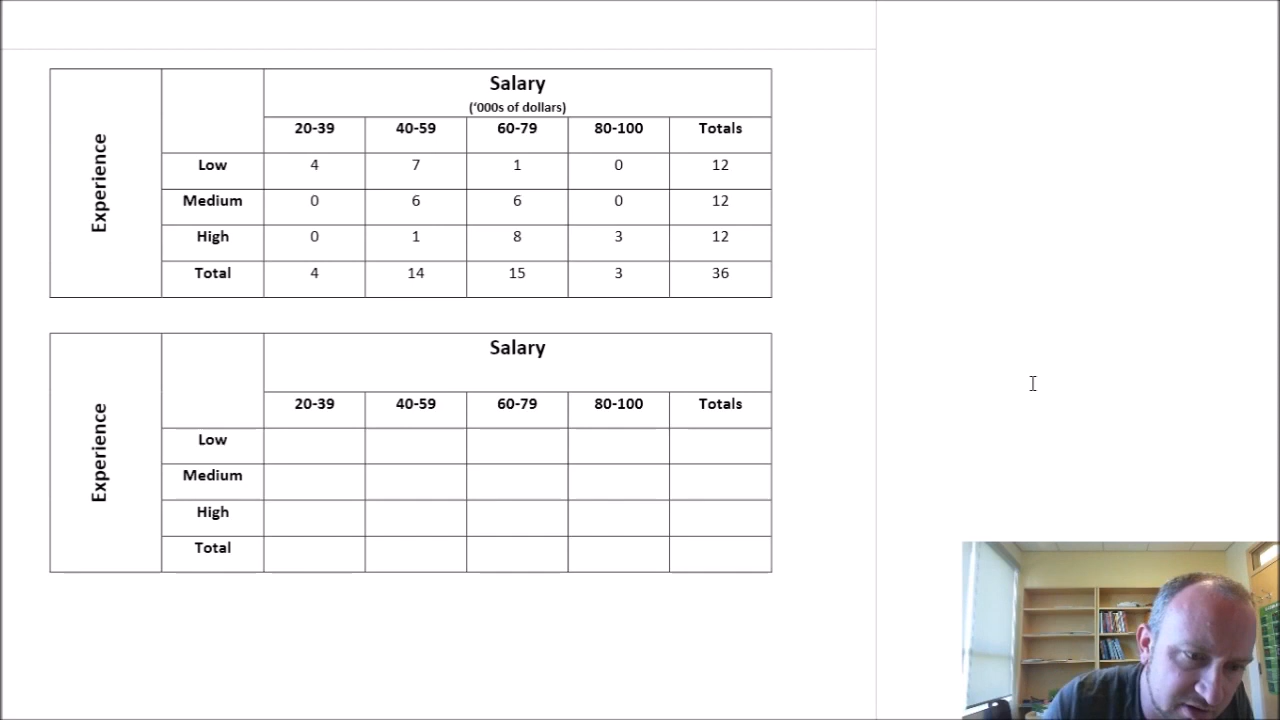 Salary
('000s of dollars)
Experience
20-39 40-59 60-79 80-100 Totals
Low 4 7 1 0 12
Medium 0 6 6 0 12
High 0 1 8 3 12
Total 4 14 15 3 36
Salary
Experience
20-39 40-59 60-79 80-100 Totals
Low
Medium
High
Total